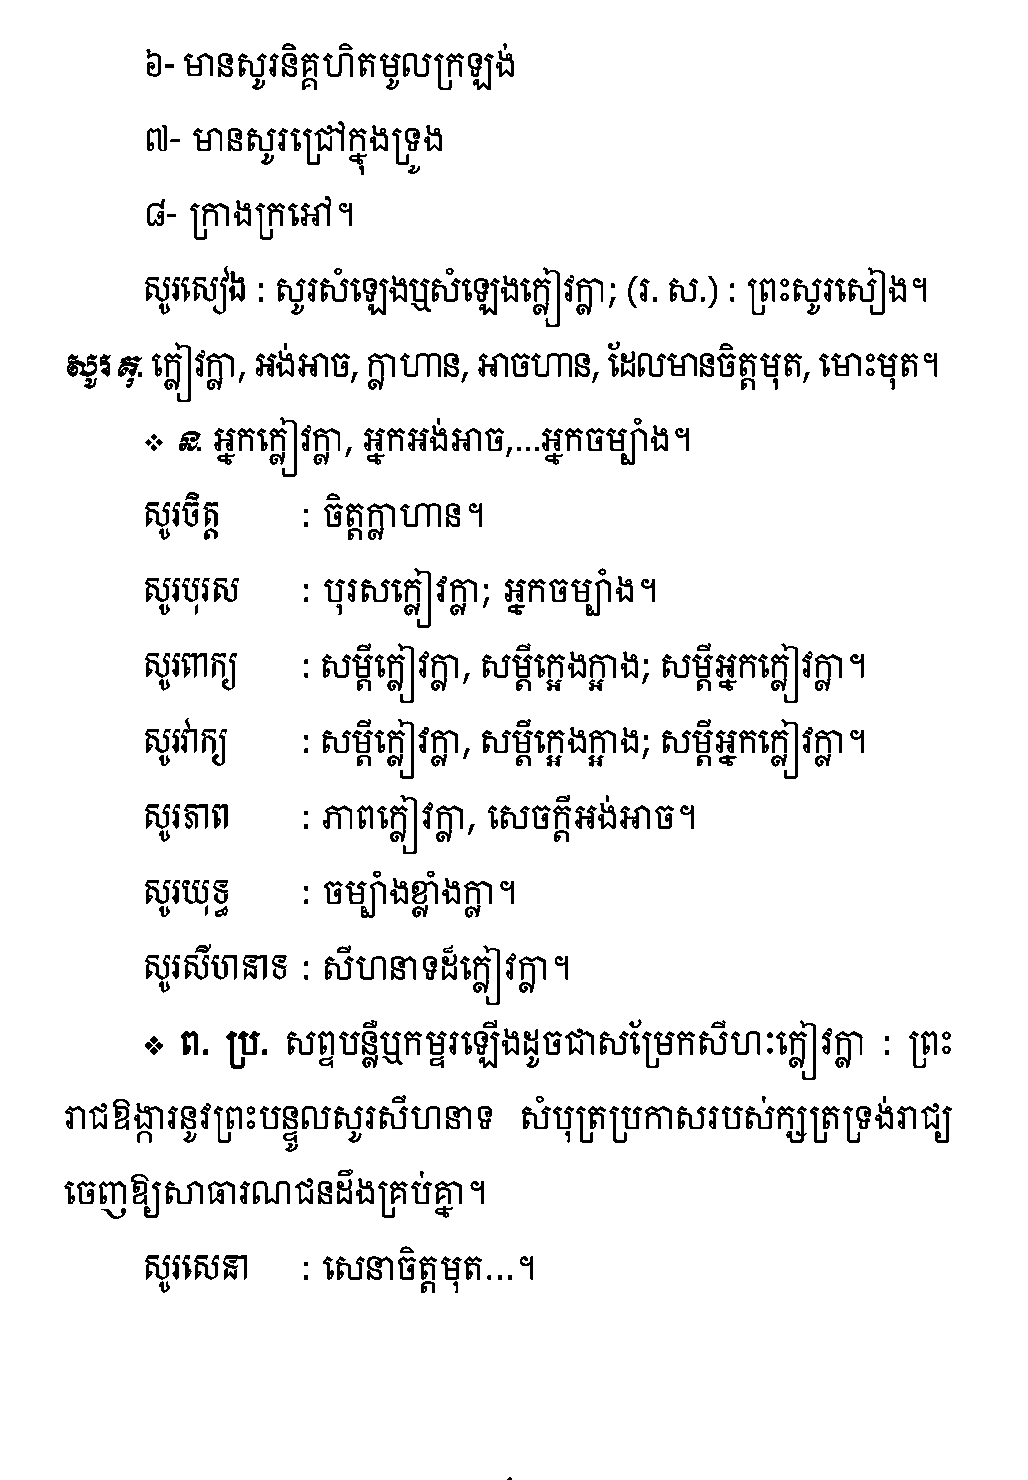 ៦- មានសូរនិគ្គហិតមូលក្រឡង់
៧- មានសូរជ្រៅក្នុងទ្រូង
៨- ក្រាងក្រអៅ។
សូរសៀង : សូរសំឡេងឬសំឡេងក្លៀវក្លា; (រ. ស.) : ព្រះសូរសៀង។
សូរ គុ. ក្លៀវក្លា, អង់អាច, ក្លាហាន, អាចហាន, ដែលមានចិត្តមុត, មោះមុត។
❖ ន. អ្នកក្លៀវក្លា, អ្នកអង់អាច,...អ្នកចម្បាំង។
សូរចិត្ត : ចិត្តក្លាហាន។
សូរបុរស : បុរសក្លៀវក្លា; អ្នកចម្បាំង។
សូរពាក្យ : សម្ដីក្លៀវក្លា, សម្ដីក្អេងក្អាង; សម្ដីអ្នកក្លៀវក្លា។
សូរវាក្យ : សម្ដីក្លៀវក្លា, សម្ដីក្អេងក្អាង; សម្ដីអ្នកក្លៀវក្លា។
សូរភាព : ភាពក្លៀវក្លា, សេចក្ដីអង់អាច។
សូរយុទ្ធ : ចម្បាំងខ្លាំងក្លា។
សូរសីហនាទ : សីហនាទដ៏ក្លៀវក្លា។
❖ ព. ប្រ. សព្ទបន្លឺឬកម្ទរឡើងដូចជាសម្រែកសីហៈក្លៀវក្លា : ព្រះ
រាជឱង្ការនូវព្រះបន្ទូលសូរសីហនាទ សំបុត្រប្រកាសរបស់ក្សត្រទ្រង់រាជ្យ
ចេញឱ្យសាធារណជនដឹងគ្រប់គ្នា។
សូរសេនា : សេនាចិត្តមុត...។